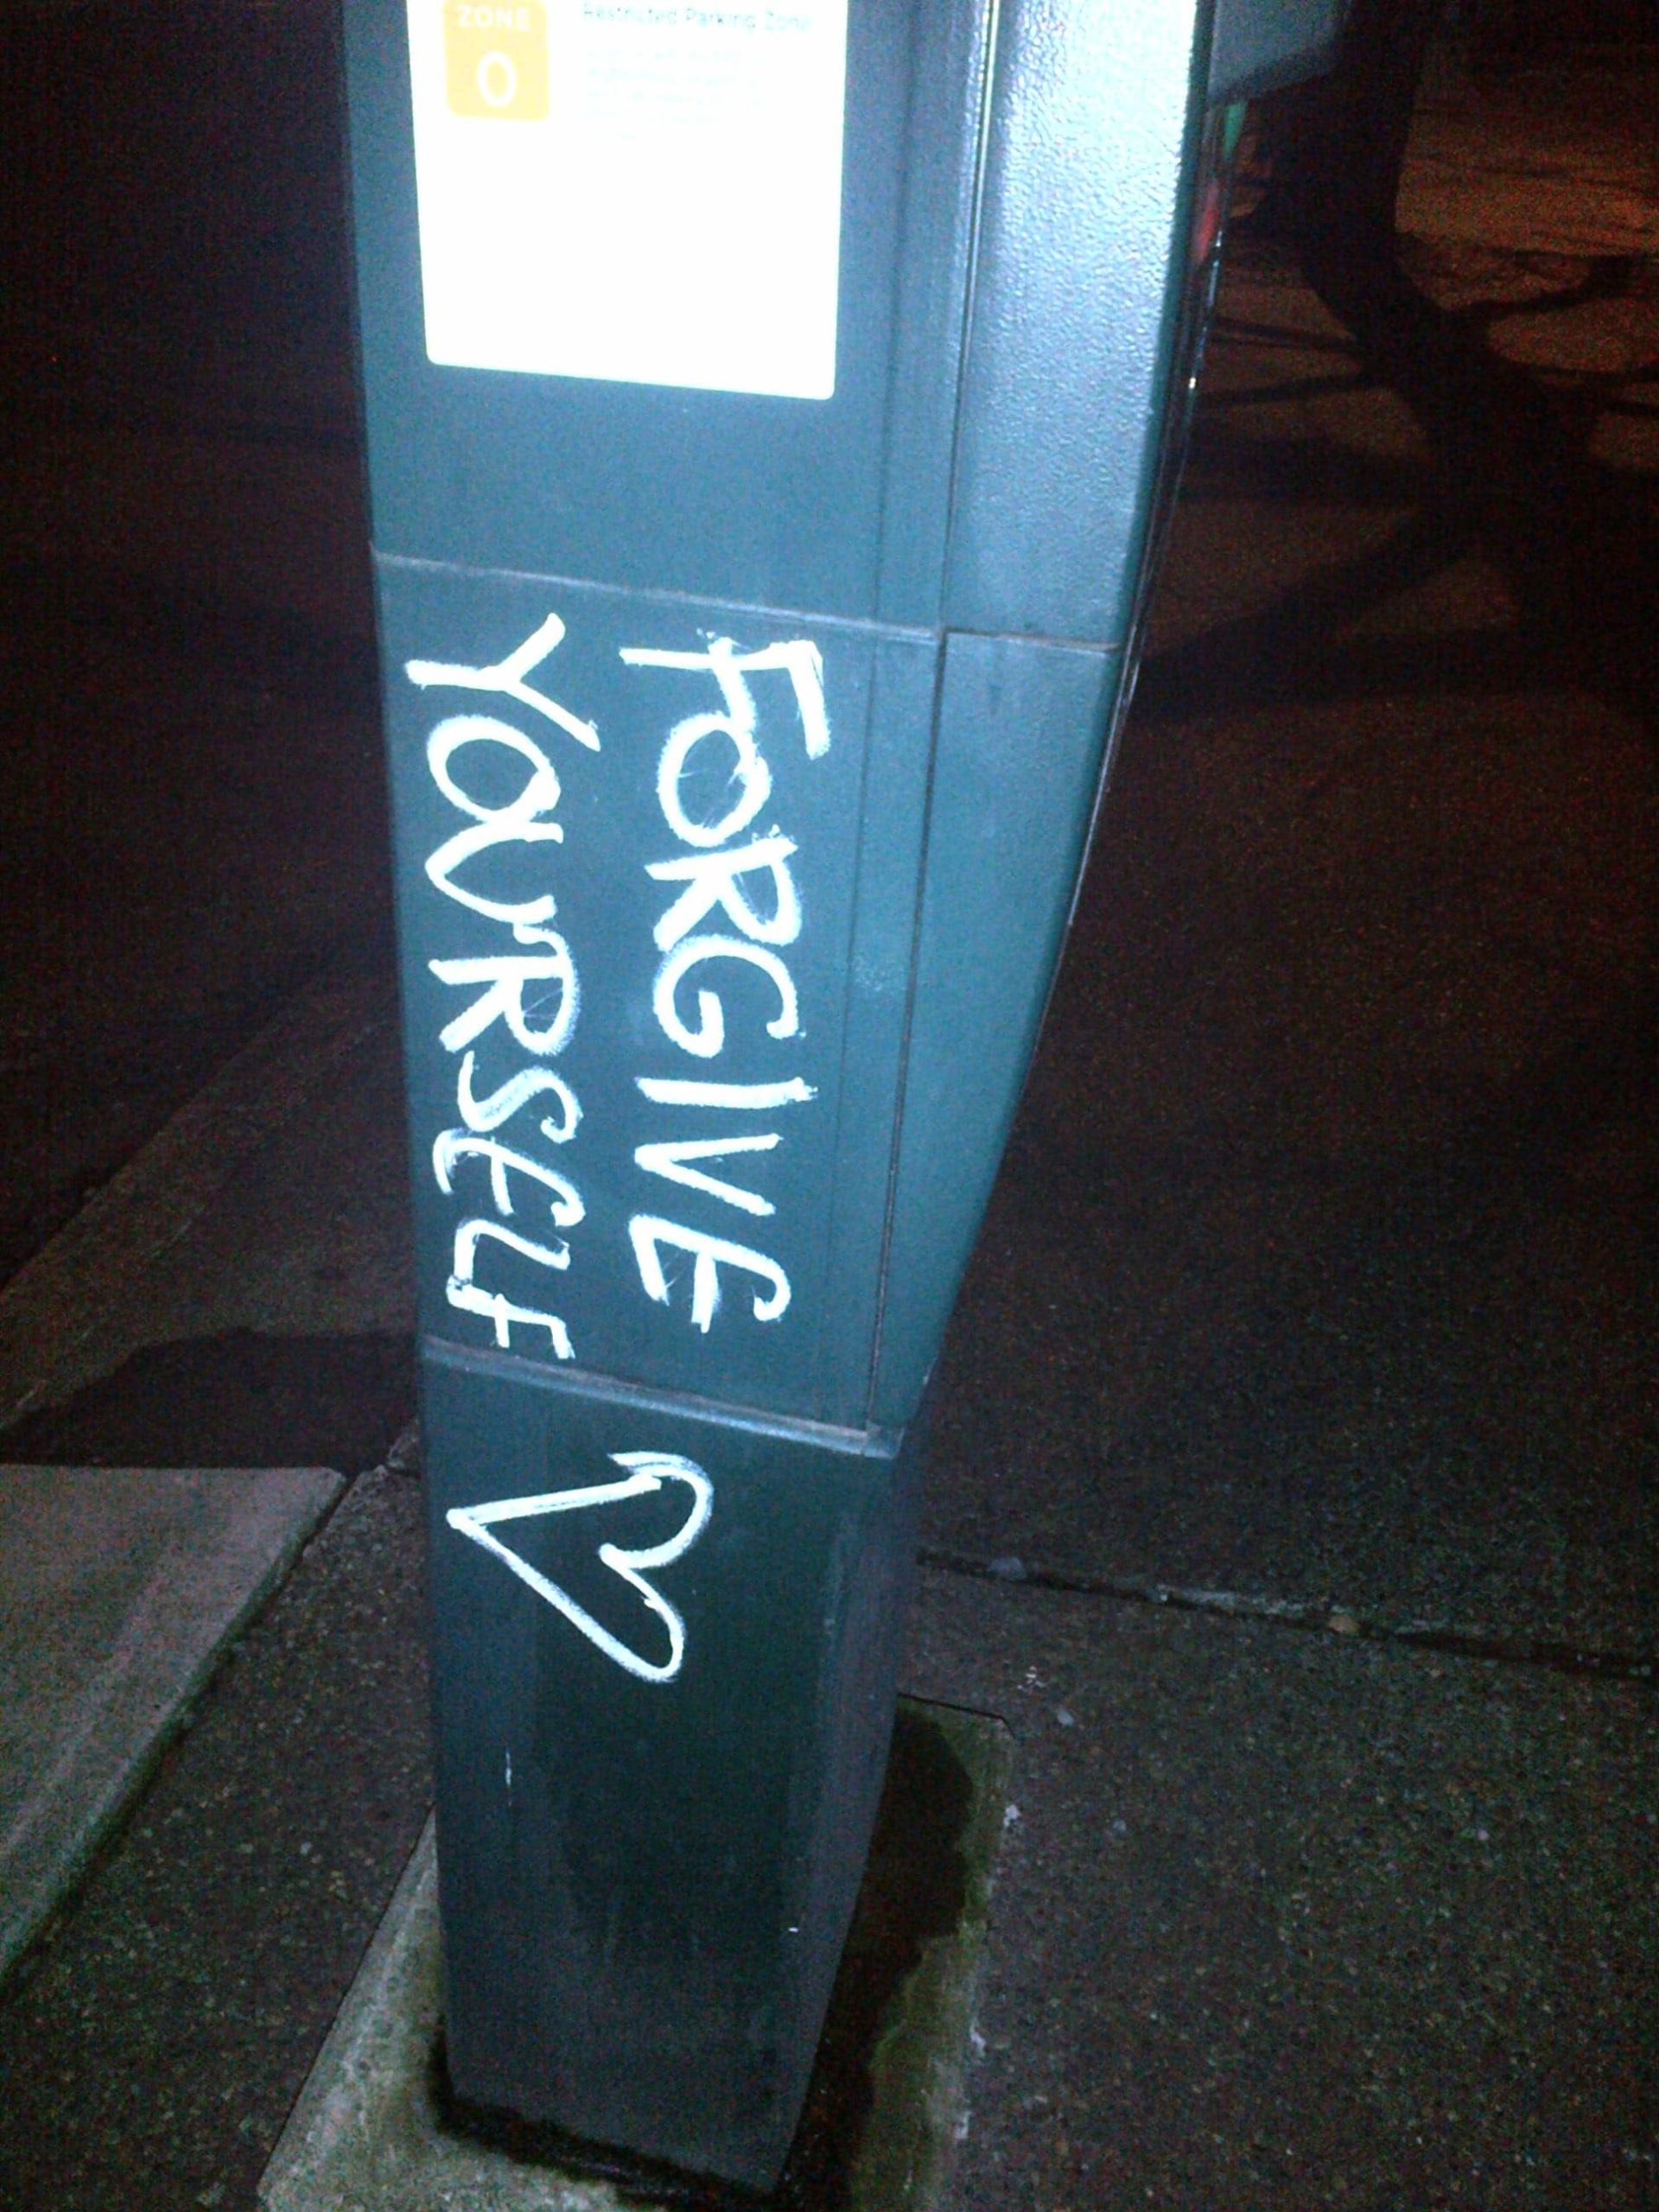 ZONE
0
Restricted Parking Zone
FORGIVE
YOURSELF